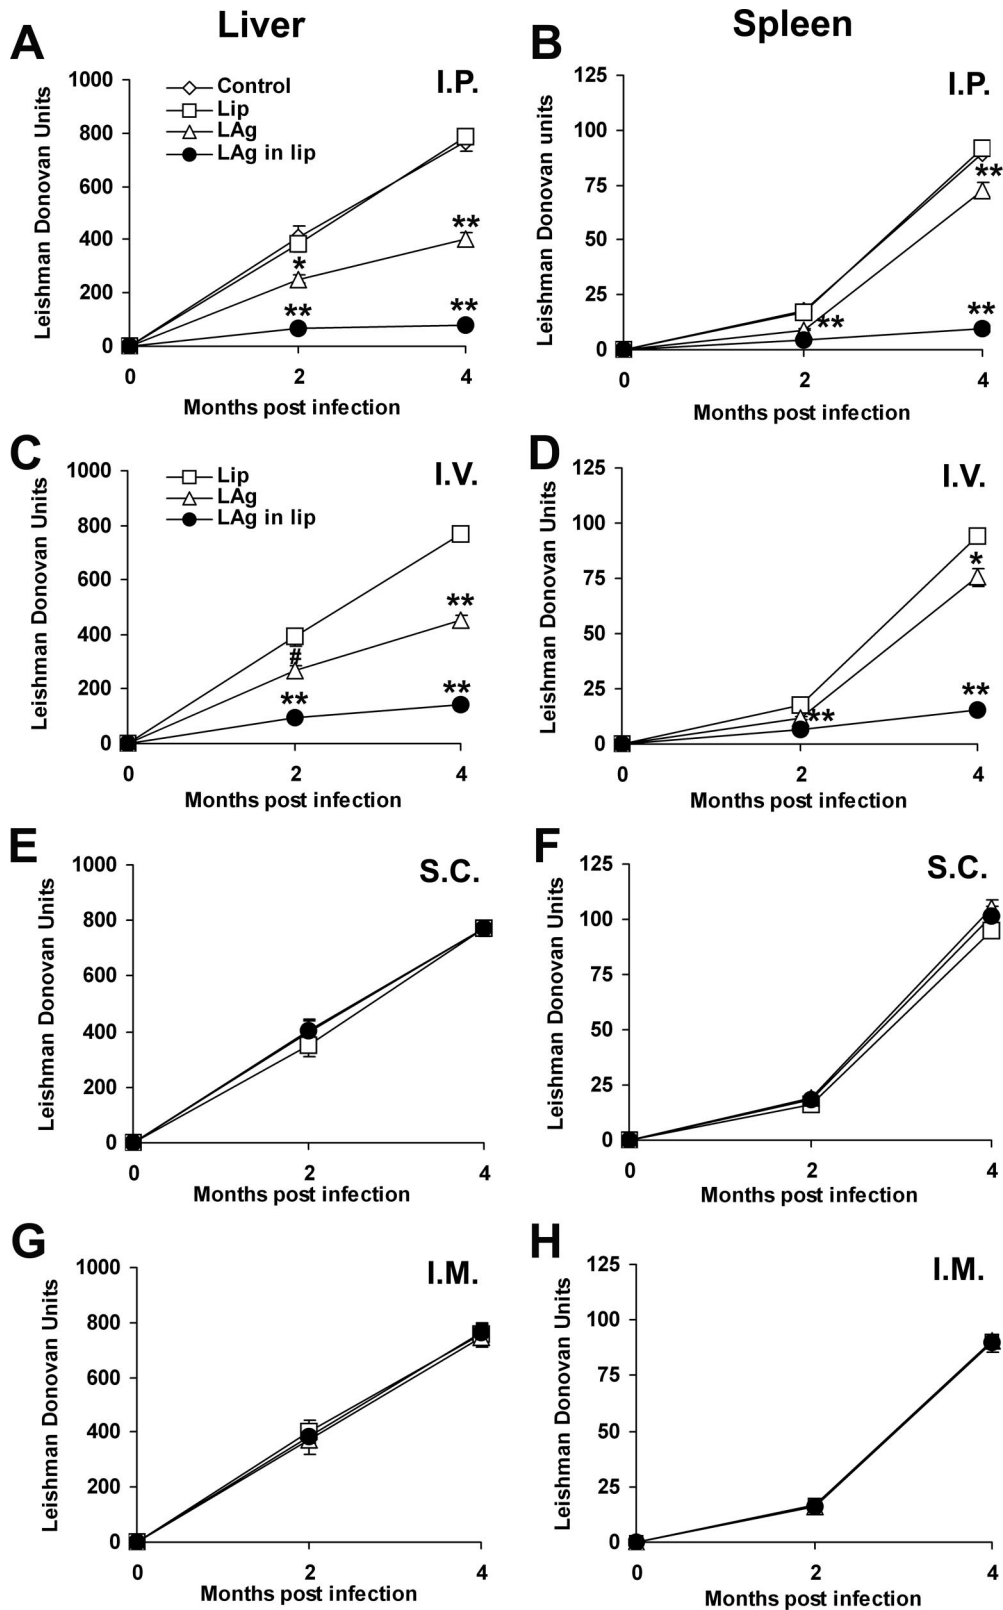 Liver
Spleen
A
I.P.
Leishman Donovan Units
1000
800
600
400
200
0
Control
Lip
LAg
LAg in lip
*
**
**
**
0 2 4
Months post infection
B
I.P.
Leishman Donovan units
125
100
75
50
25
0
**
**
**
0 2 4
Months post infection
C
I.V.
Leishman Donovan Units
1000
800
600
400
200
0
Lip
LAg
LAg in lip
#
**
**
**
0 2 4
Months post infection
D
I.V.
Leishman Donovan Units
125
100
75
50
25
0
*
**
**
0 2 4
Months post infection
E
S.C.
Leishman Donovan Units
1000
800
600
400
200
0
0 2 4
Months post infection
F
S.C.
Leishman Donovan Units
125
100
75
50
25
0
0 2 4
Months post infection
G
I.M.
Leishman Donovan Units
1000
800
600
400
200
0
0 2 4
Months post infection
H
I.M.
Leishman Donovan Units
125
100
75
50
25
0
0 2 4
Months post infection